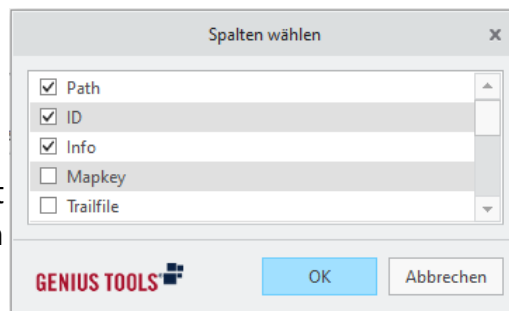 Spalten wählen
Path
ID
Info
Mapkey
Trailfile
GENIUS TOOLS
OK
Abbrechen